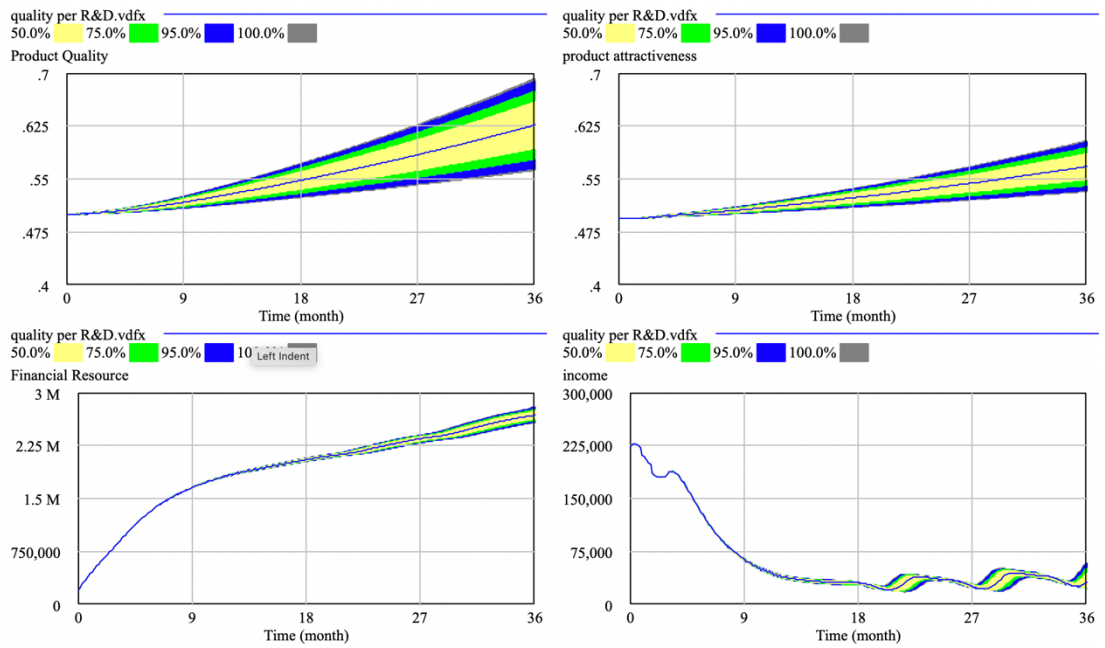 quality per R&D.vdfx
50.0% 75.0% 95.0% 100.0%
Product Quality
.7
.625
.55
.475
.4
0 9 18 27 36
Time (month)
quality per R&D.vdfx
50.0% 75.0% 95.0% 100.0%
product attractiveness
.7
.625
.55
.475
.4
0 9 18 27 36
Time (month)
quality per R&D.vdfx
50.0% 75.0% 95.0% 10
Left Indent
Financial Resource
3 M
2.25 M
1.5 M
750,000
0
0 9 18 27 36
Time (month)
quality per R&D.vdfx
50.0% 75.0% 95.0% 100.0%
income
300,000
225,000
150,000
75,000
0
0 9 18 27 36
Time (month)